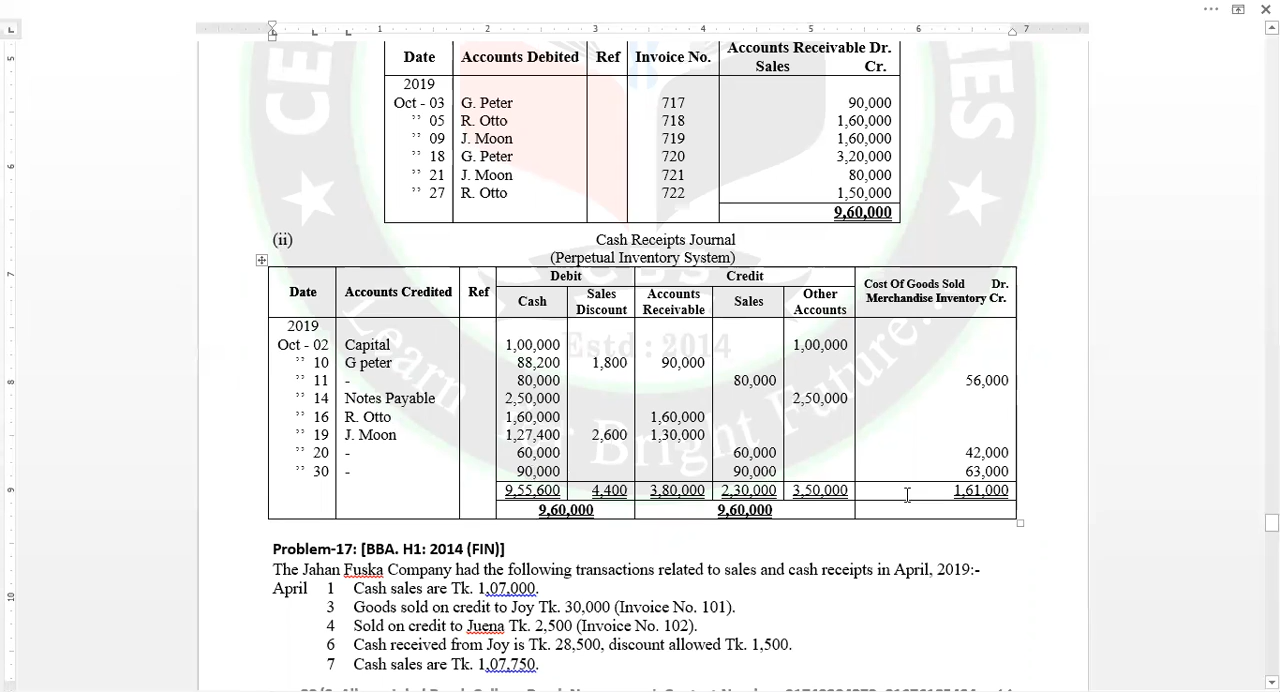 Date Accounts Debited Ref Invoice No. Accounts Receivable Dr.
Sales Cr.
2019
Oct - 03 G. Peter 717 90,000
” 05 R. Otto 718 1,60,000
” 09 J. Moon 719 1,60,000
” 18 G. Peter 720 3,20,000
” 21 J. Moon 721 80,000
” 27 R. Otto 722 1,50,000
9,60,000
(ii) Cash Receipts Journal
(Perpetual Inventory System)
Date Accounts Credited Ref Debit Credit Cost Of Goods Sold Dr.
Merchandise Inventory Cr.
Cash Sales Discount Accounts Receivable Sales Other Accounts
2019
Oct - 02 Capital 1,00,000 1,00,000
” 10 G peter 88,200 1,800 90,000
” 11 - 80,000 80,000 56,000
” 14 Notes Payable 2,50,000 2,50,000
” 16 R. Otto 1,60,000 1,60,000
” 19 J. Moon 1,27,400 2,600 1,30,000
” 20 - 60,000 60,000 42,000
” 30 - 90,000 90,000 63,000
9,55,600 4,400 3,80,000 2,30,000 3,50,000 1,61,000
9,60,000 9,60,000
Estd : 2014
Learn
Bright Future..
Problem-17: [BBA. H1: 2014 (FIN)]
The Jahan Fuska Company had the following transactions related to sales and cash receipts in April, 2019:-
April 1 Cash sales are Tk. 1,07,000.
3 Goods sold on credit to Joy Tk. 30,000 (Invoice No. 101).
4 Sold on credit to Juena Tk. 2,500 (Invoice No. 102).
6 Cash received from Joy is Tk. 28,500, discount allowed Tk. 1,500.
7 Cash sales are Tk. 1,07,750.